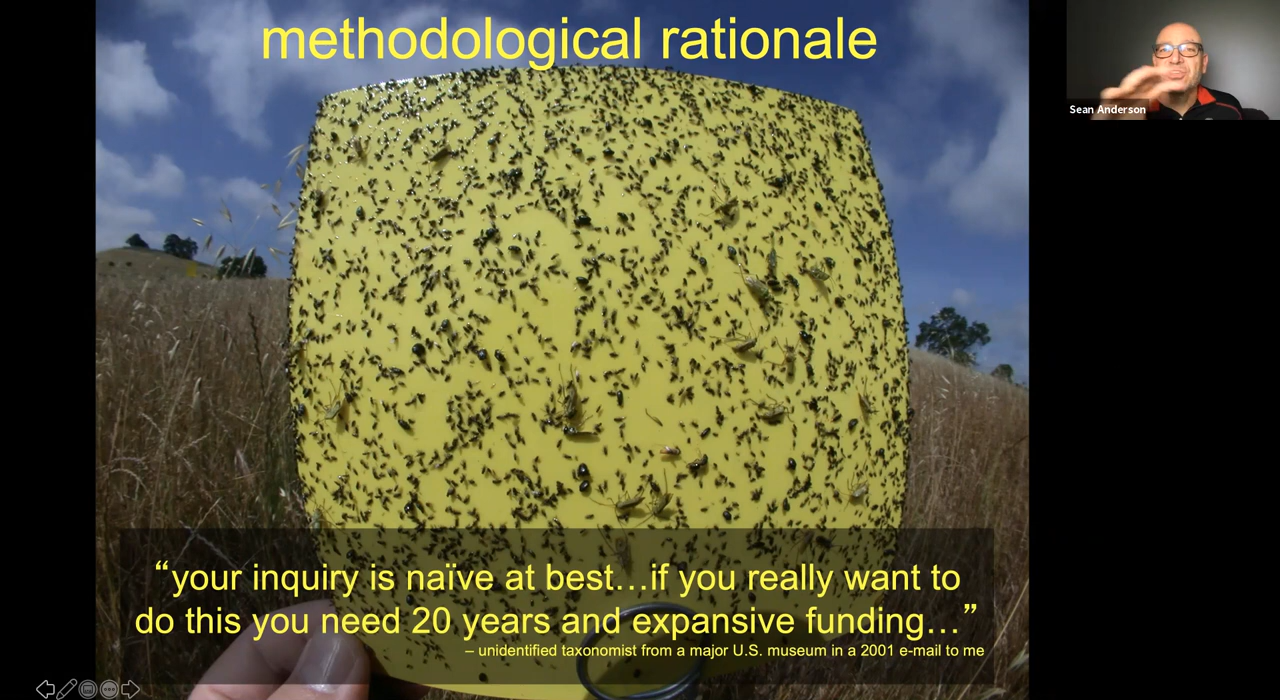 methodological rationale
Sean Anderson
“your inquiry is naïve at best…if you really want to
do this you need 20 years and expansive funding…”
– unidentified taxonomist from a major U.S. museum in a 2001 e-mail to me